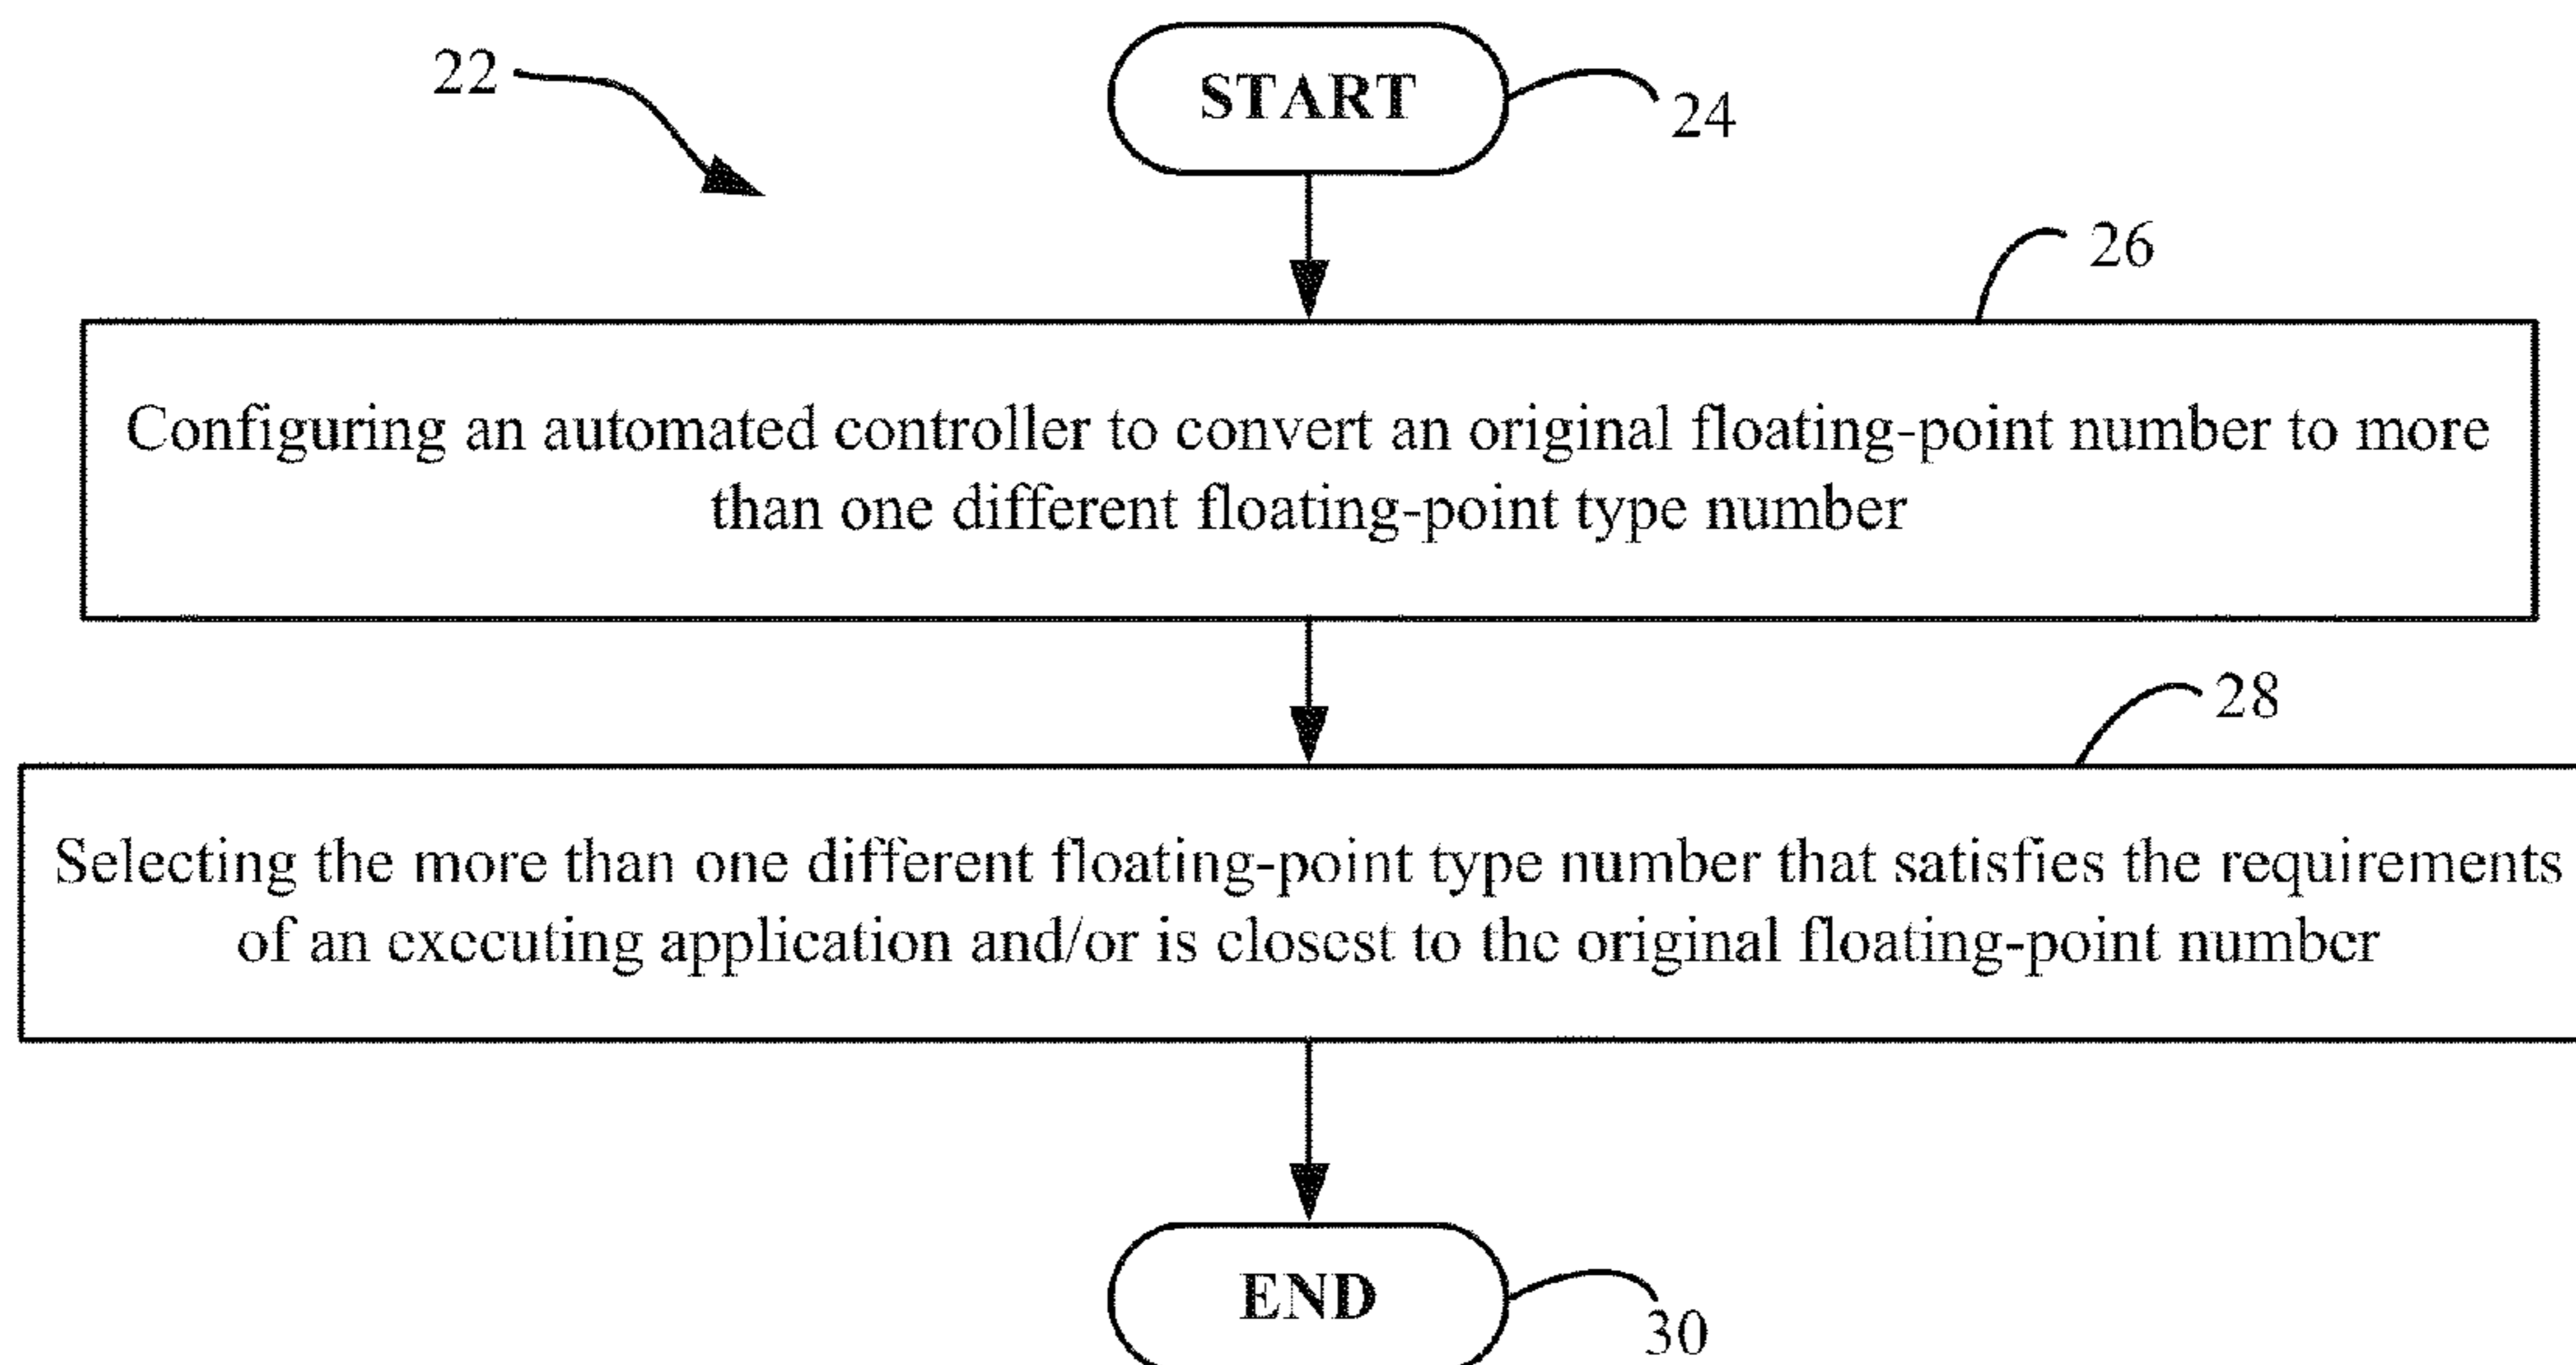 22
START
24
26
Configuring an automated controller to convert an original floating-point number to more
than one different floating-point type number
28
Selecting the more than one different floating-point type number that satisfies the requirements
of an executing application and/or is closest to the original floating-point number
END
30